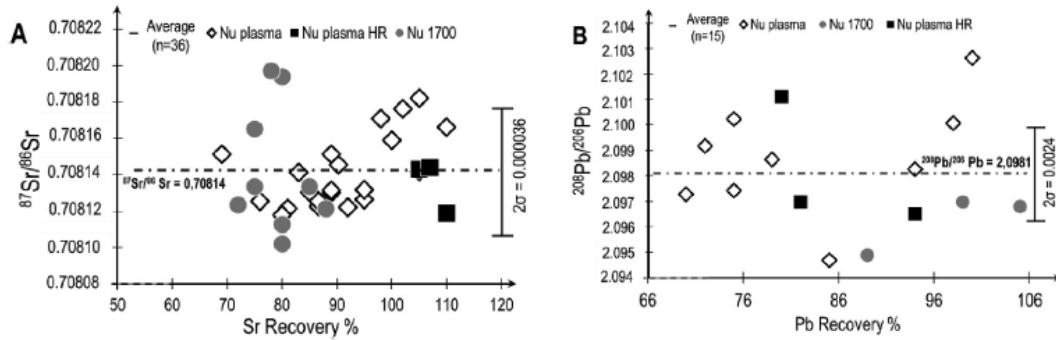 A
Average (n=36) Nu plasma Nu plasma HR Nu 1700
87Sr/86Sr
0.70822
0.70820
0.70818
0.70816
0.70814
0.70812
0.70810
0.70808
87Sr/86 Sr = 0,70814
2σ = 0.000036
50 60 70 80 90 100 110 120
Sr Recovery %
B
Average (n=15) Nu plasma Nu 1700 Nu plasma HR
208Pb/206Pb
2.104
2.103
2.102
2.101
2.100
2.099
2.098
2.097
2.095
2.094
208Pb/206 Pb = 2,0981
2σ = 0.0024
66 76 86 96 106
Pb Recovery %